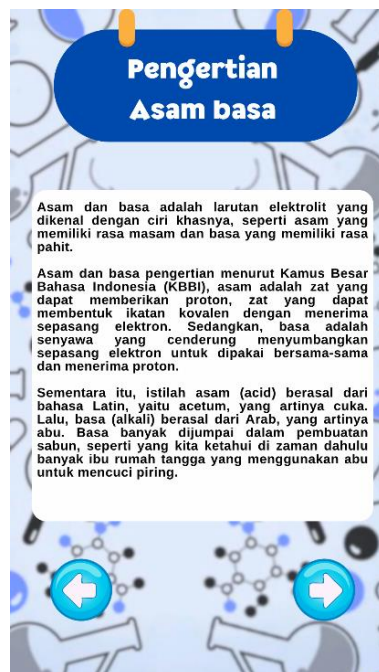 Pengertian
Asam basa
Asam dan basa adalah larutan elektrolit yang
dikenal dengan ciri khasnya, seperti asam yang
memiliki rasa masam dan basa yang memiliki rasa
pahit.
Asam dan basa pengertian menurut Kamus Besar
Bahasa Indonesia (KBBI), asam adalah zat yang
dapat memberikan proton, zat yang dapat
membentuk ikatan kovalen dengan menerima
sepasang elektron. Sedangkan, basa adalah
senyawa yang cenderung menyumbangkan
sepasang elektron untuk dipakai bersama-sama
dan menerima proton.
Sementara itu, istilah asam (acid) berasal dari
bahasa Latin, yaitu acetum, yang artinya cuka.
Lalu, basa (alkali) berasal dari Arab, yang artinya
abu. Basa banyak dijumpai dalam pembuatan
sabun, seperti yang kita ketahui di zaman dahulu
banyak ibu rumah tangga yang menggunakan abu
untuk mencuci piring.